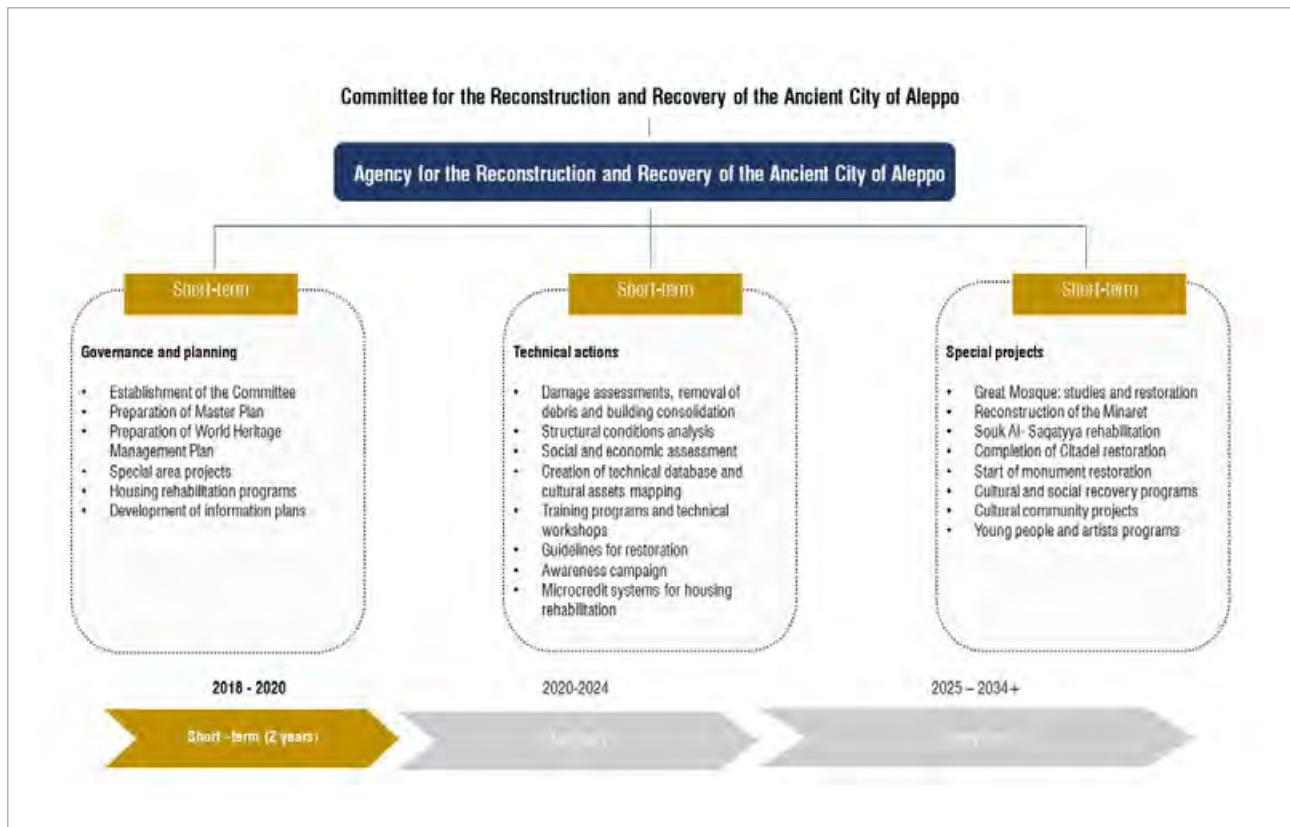 Committee for the Reconstruction and Recovery of the Ancient City of Aleppo
Agency for the Reconstruction and Recovery of the Ancient City of Aleppo
Short-term
Governance and planning
• Establishment of the Committee
• Preparation of Master Plan
• Preparation of World Heritage
Management Plan
• Special area projects
• Housing rehabilitation programs
• Development of information plans
Short-term
Technical actions
• Damage assessments, removal of
debris and building consolidation
• Structural conditions analysis
• Social and economic assessment
• Creation of technical database and
cultural assets mapping
• Training programs and technical
workshops
• Guidelines for restoration
• Awareness campaign
• Microcredit systems for housing
rehabilitation
Short-term
Special projects
• Great Mosque: studies and restoration
• Reconstruction of the Minaret
• Souk Al- Saqatyya rehabilitation
• Completion of Citadel restoration
• Start of monument restoration
• Cultural and social recovery programs
• Cultural community projects
• Young people and artists programs
2018 - 2020
2020-2024
2025 – 2034+
Short -term (2 years)